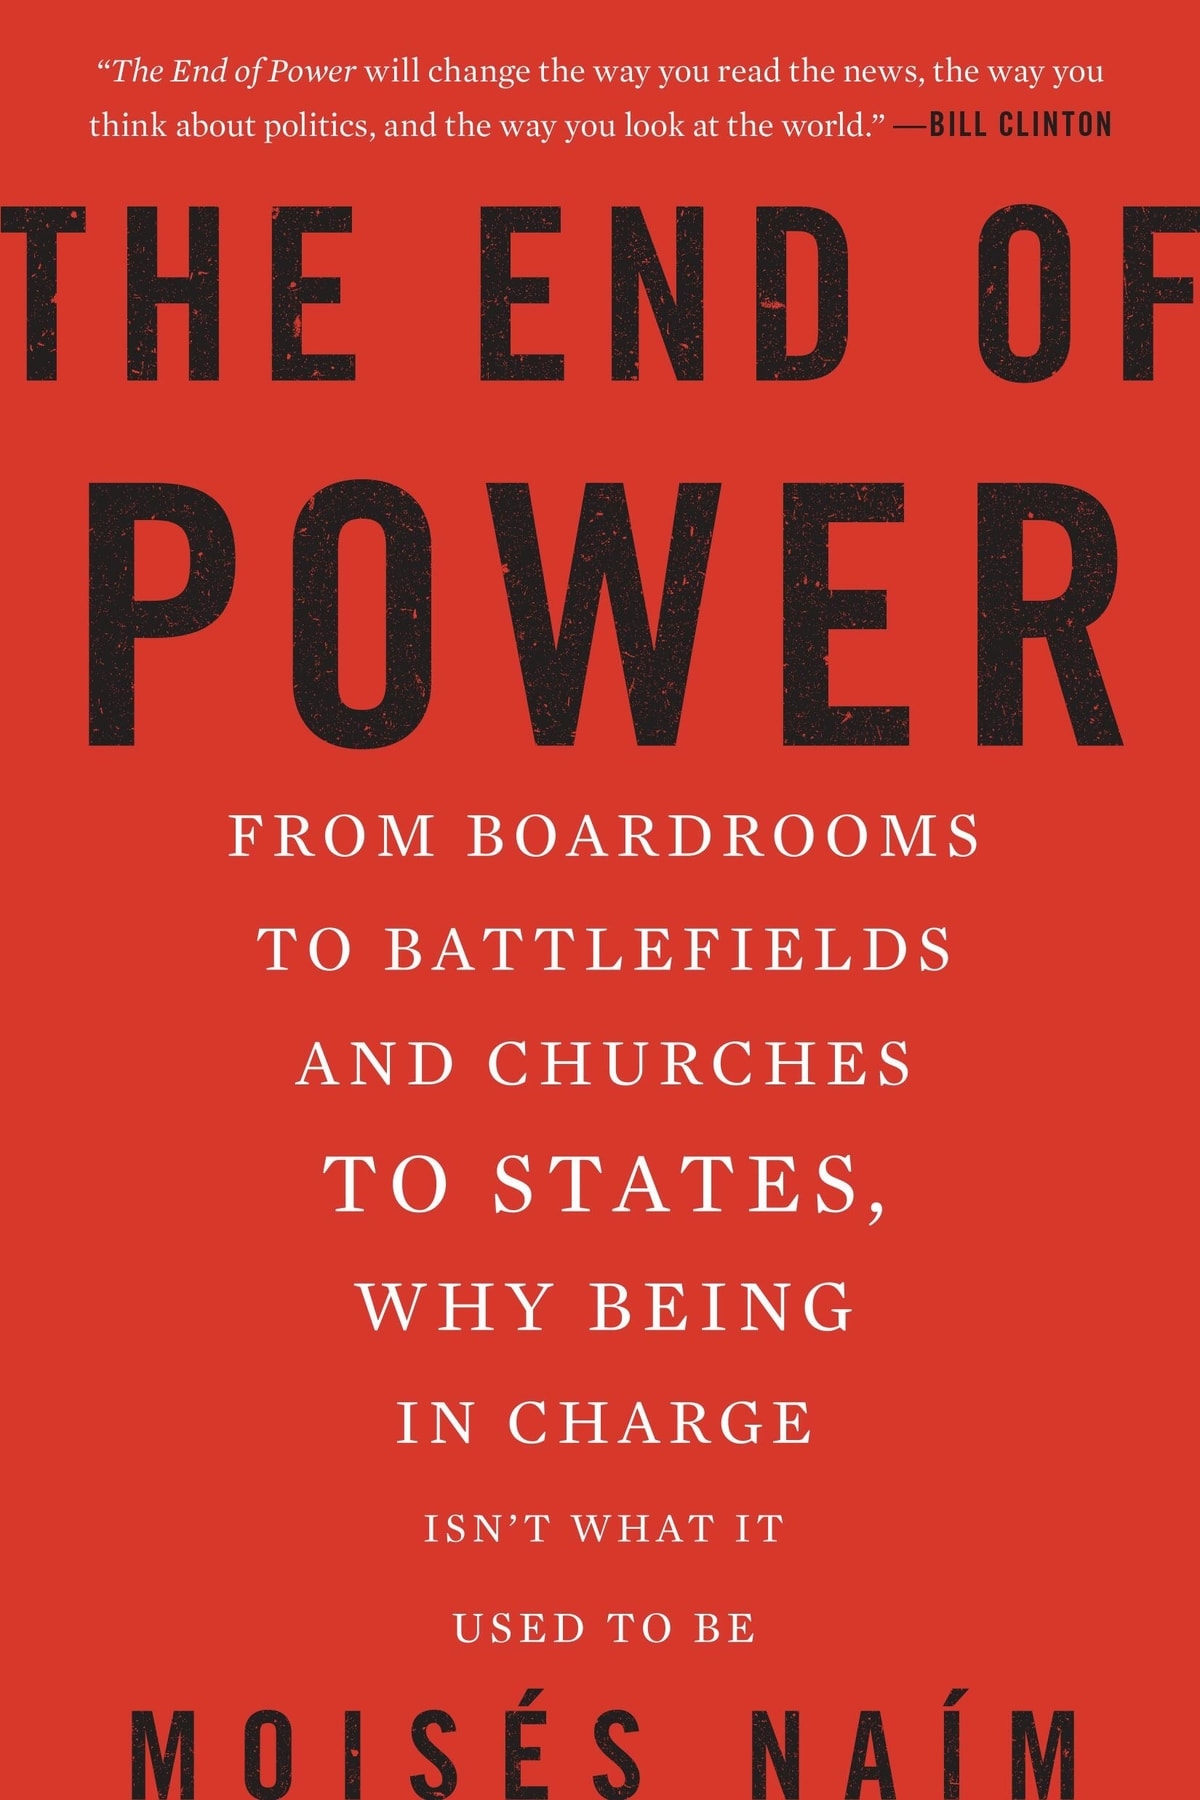 “The End of Power will change the way you read the news, the way you
think about politics, and the way you look at the world.” —BILL CLINTON
THE END OF
POWER
FROM BOARDROOMS
TO BATTLEFIELDS
AND CHURCHES
TO STATES,
WHY BEING
IN CHARGE
ISN’T WHAT IT
USED TO BE
MOISÉS NAÍM